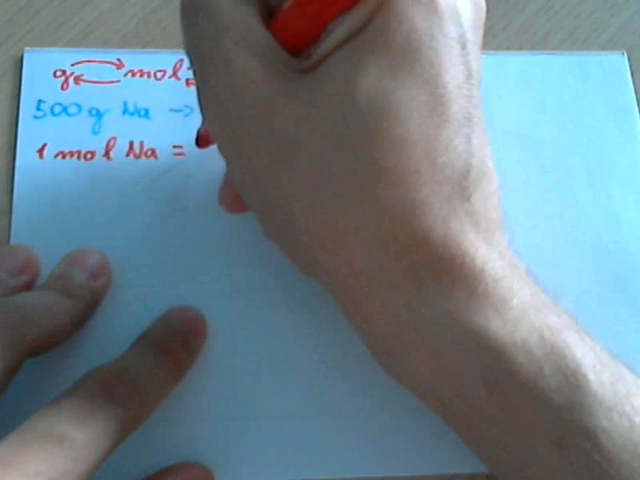 g ⇄ mol
500 g Na →
1 mol Na =